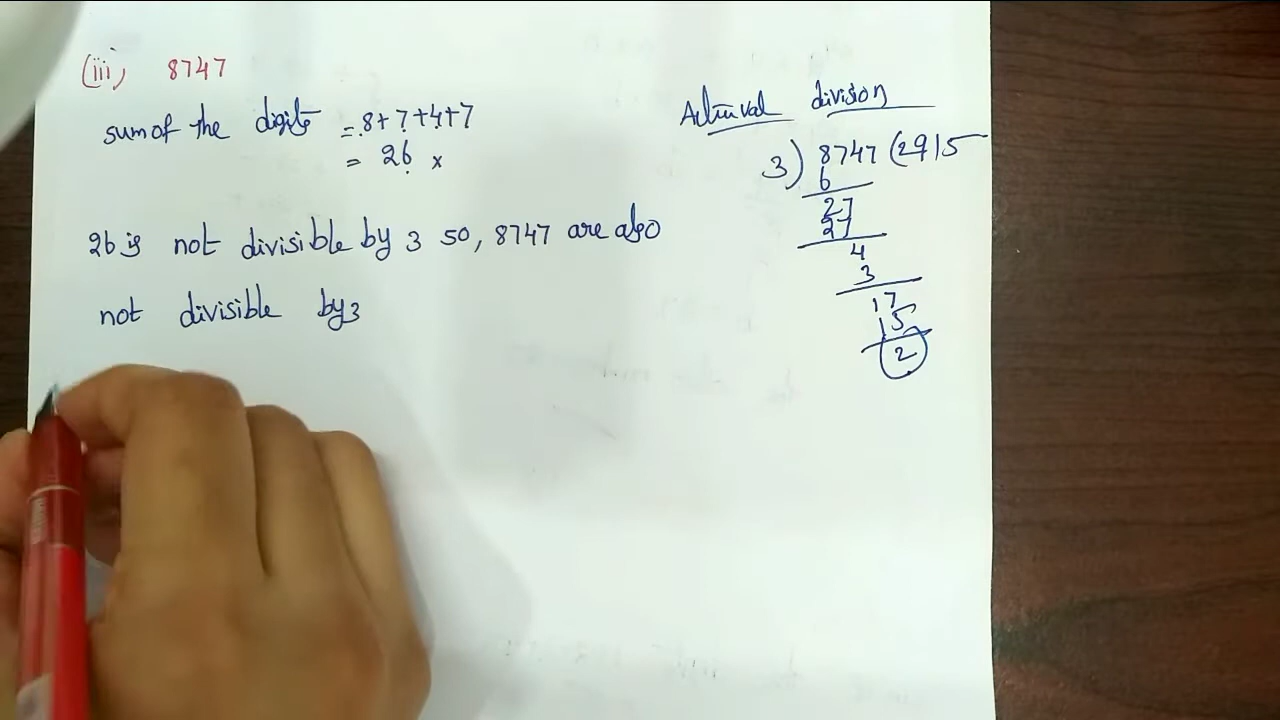 (iii) 8747
sum of the digits = 8+7+4+7
= 26 x
26 is not divisible by 3 so, 8747 are also
not divisible by 3
division
3) 8747 (2915
6
27
27
4
3
17
15
2